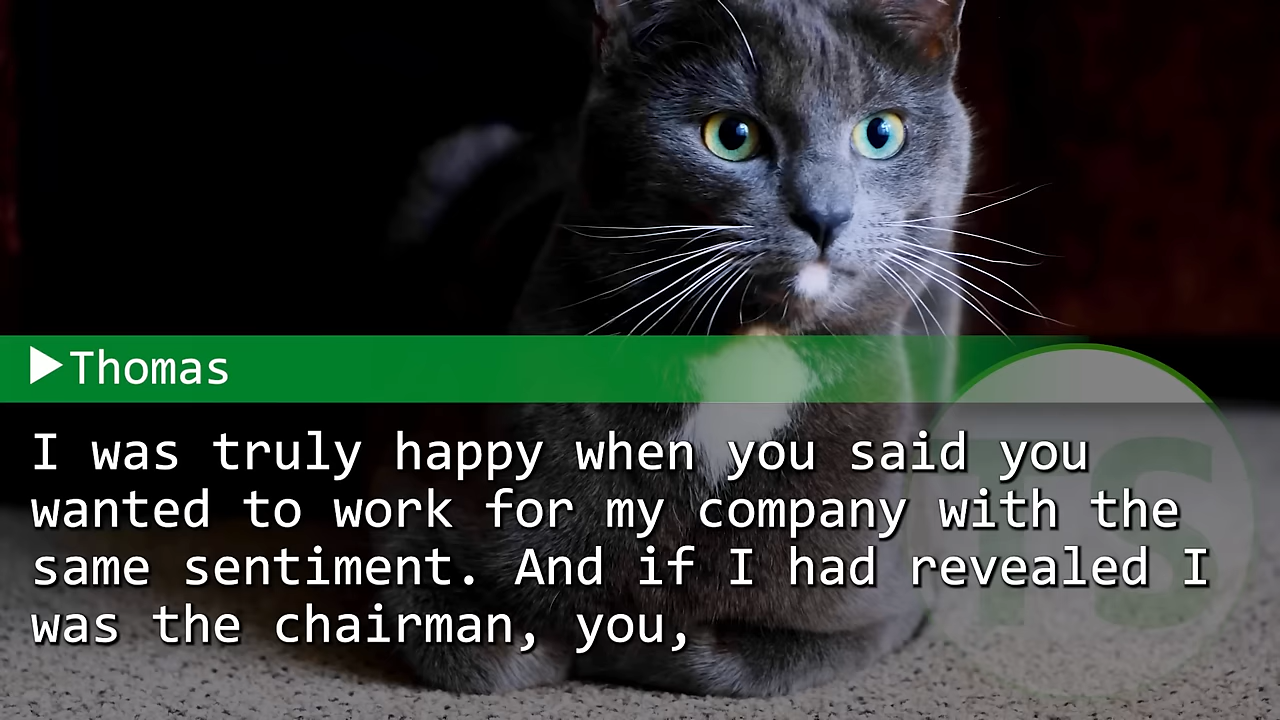 Thomas
I was truly happy when you said you
wanted to work for my company with the
same sentiment. And if I had revealed I
was the chairman, you,
TS